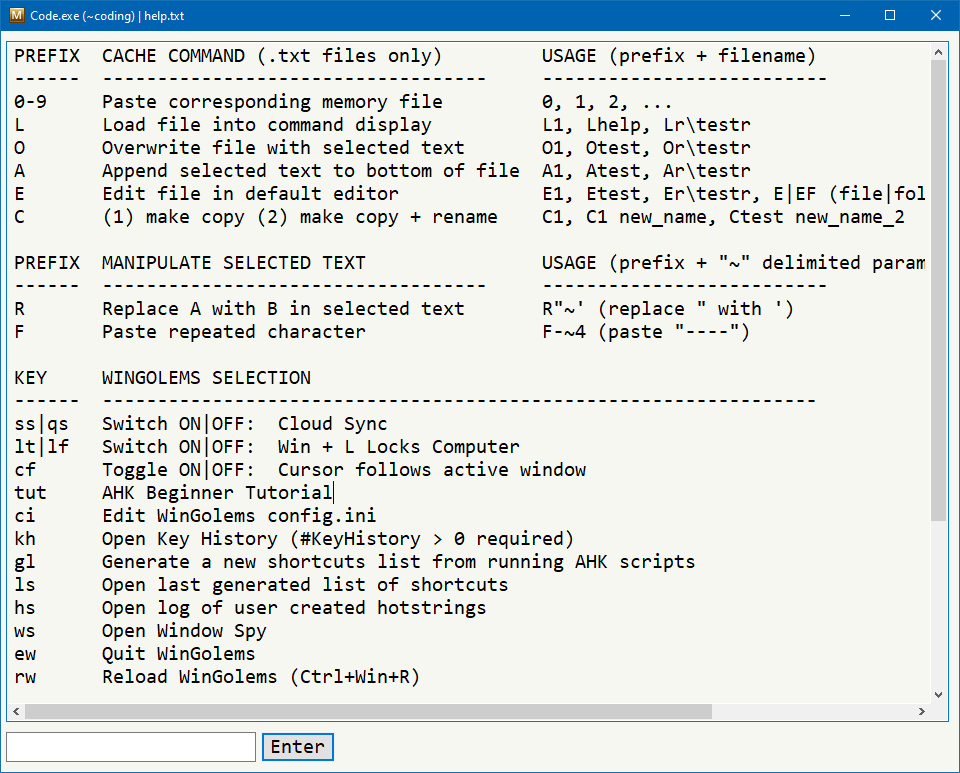 Code.exe (~coding) | help.txt
PREFIX  CACHE COMMAND (.txt files only)         USAGE (prefix + filename)
------  -----------------------------------     --------------------------
0-9     Paste corresponding memory file         0, 1, 2, ...
L       Load file into command display          L1, Lhelp, Lr\testr
O       Overwrite file with selected text       O1, Otest, Or\testr
A       Append selected text to bottom of file  A1, Atest, Ar\testr
E       Edit file in default editor             E1, Etest, Er\testr, E|EF (file|fol
C       (1) make copy (2) make copy + rename    C1, C1 new_name, Ctest new_name_2
PREFIX  MANIPULATE SELECTED TEXT                USAGE (prefix + "~" delimited param
------  -----------------------------------     --------------------------
R       Replace A with B in selected text       R"~' (replace " with ')
F       Paste repeated character                F-~4 (paste "----")
KEY     WINGOLEMS SELECTION
------  -----------------------------------------------------------------
ss|qs   Switch ON|OFF:  Cloud Sync
lt|lf   Switch ON|OFF:  Win + L Locks Computer
cf      Toggle ON|OFF:  Cursor follows active window
tut     AHK Beginner Tutorial
ci      Edit WinGolems config.ini
kh      Open Key History (#KeyHistory > 0 required)
gl      Generate a new shortcuts list from running AHK scripts
ls      Open last generated list of shortcuts
hs      Open log of user created hotstrings
ws      Open Window Spy
ew      Quit WinGolems
rw      Reload WinGolems (Ctrl+Win+R)
Enter